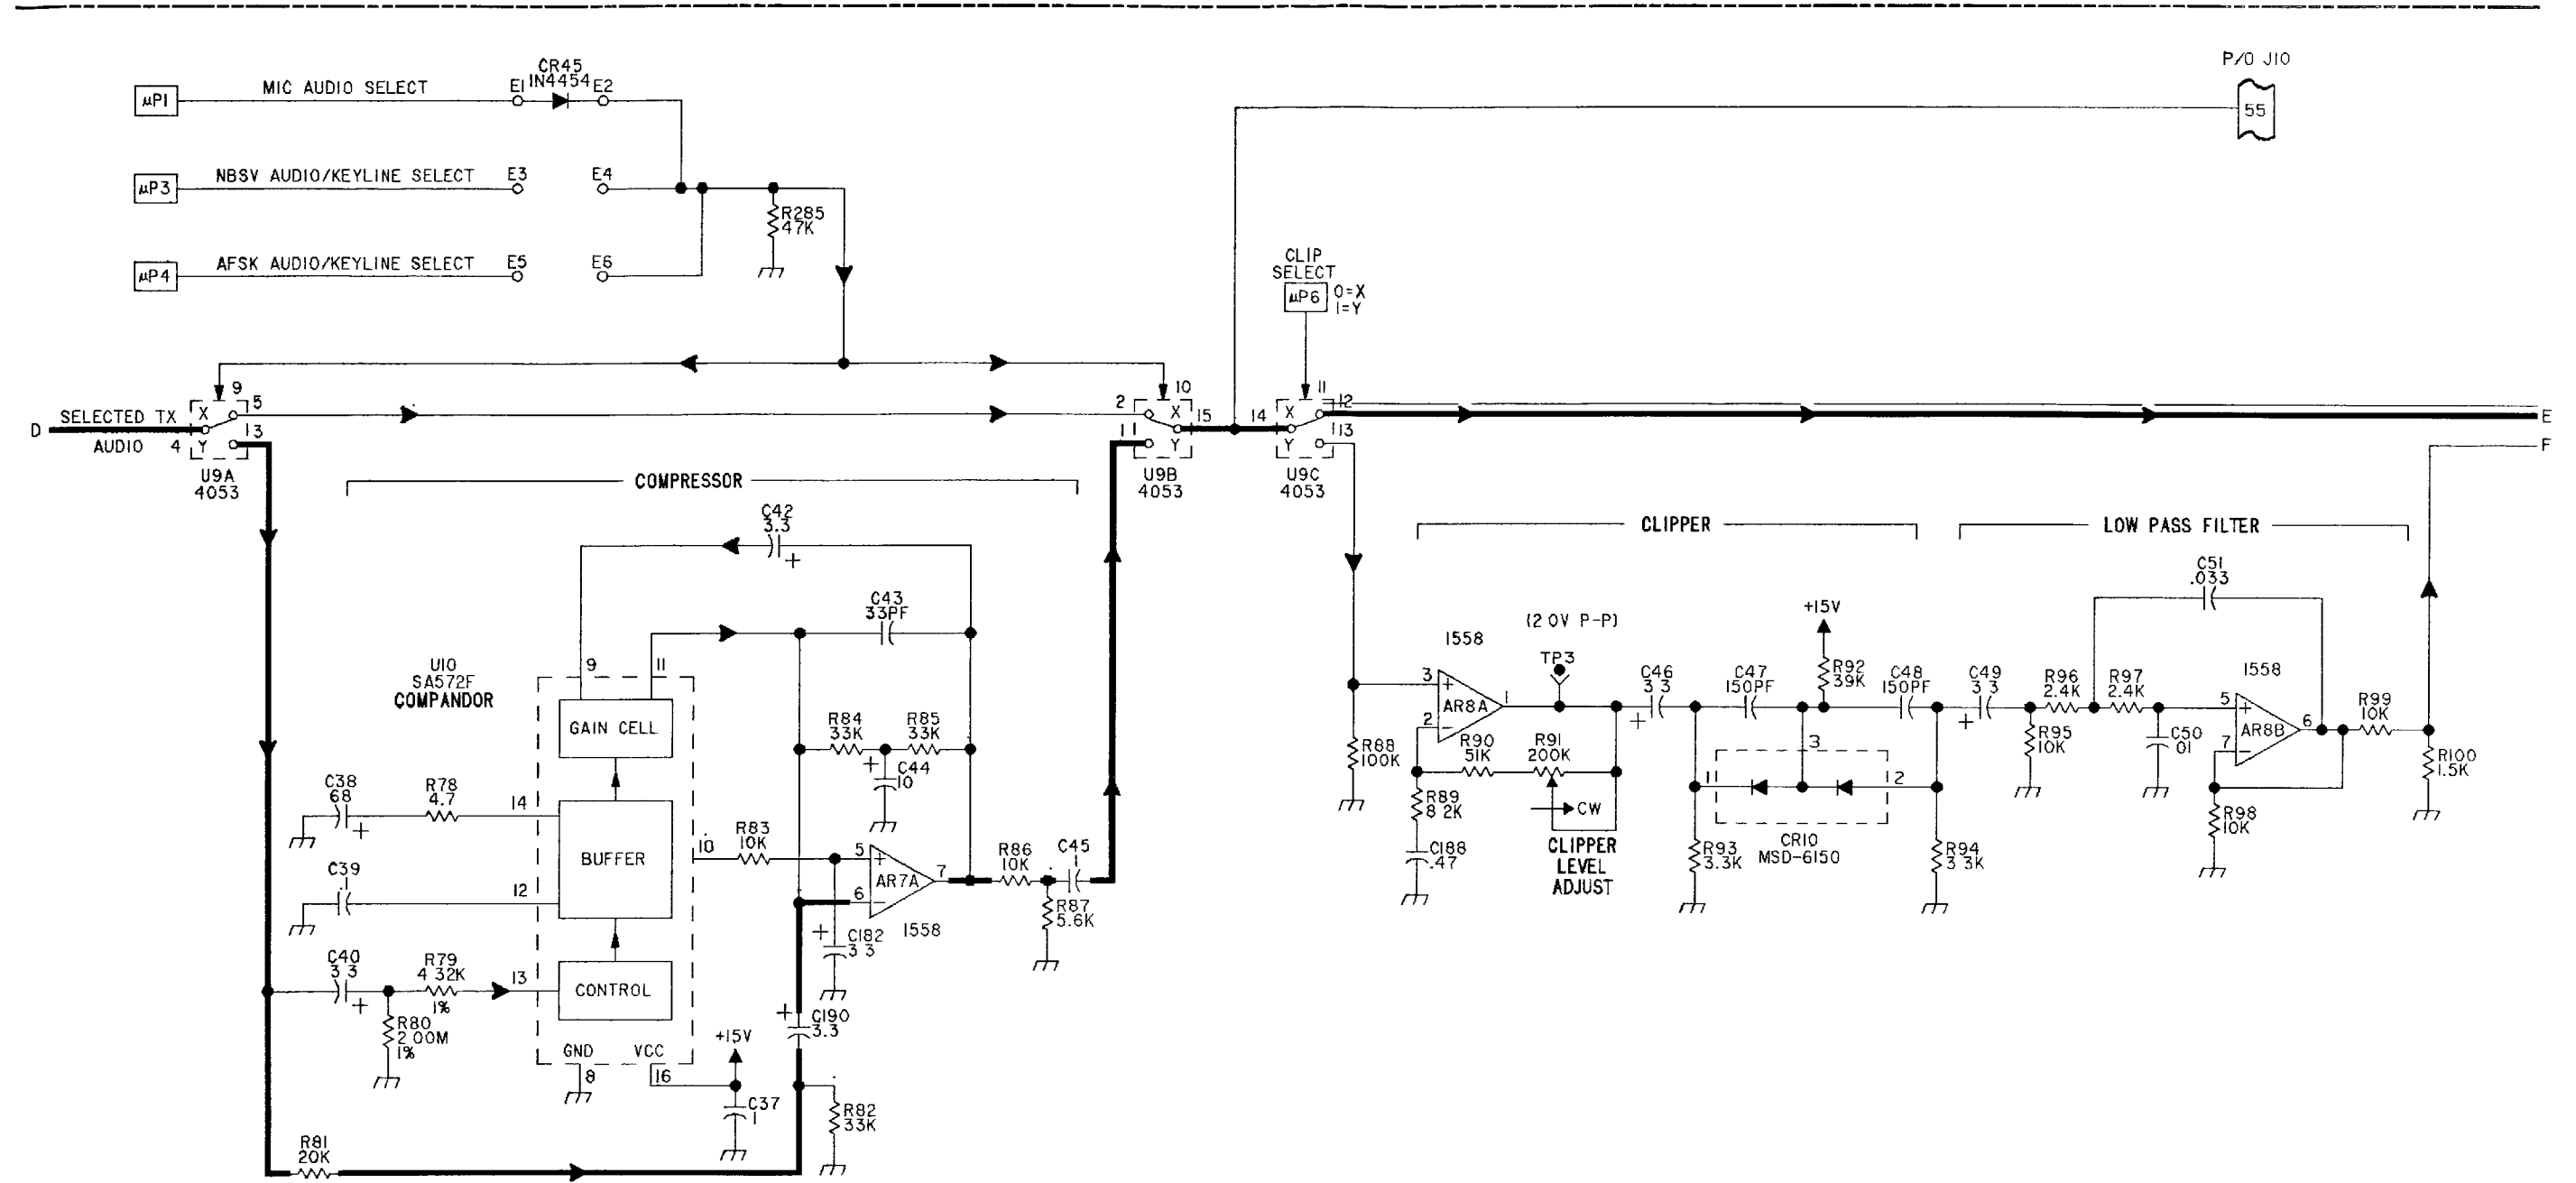 P/O J10
55
CR45
1N4454
E1
E2
µP1
MIC AUDIO SELECT
µP3
NBSV AUDIO/KEYLINE SELECT
E3
E4
R285
47K
µP4
AFSK AUDIO/KEYLINE SELECT
E5
E6
CLIP
SELECT
µP6
0=X
1=Y
9
10
11
D
SELECTED TX
AUDIO
4
X
Y
5
3
U9A
4053
2
1
X
Y
15
U9B
4053
14
X
Y
12
13
U9C
4053
E
F
COMPRESSOR
C42
3.3
+
C43
33PF
U10
SA572F
COMPANDOR
9
11
GAIN CELL
R84
33K
R85
33K
+
C44
10
C38
68
+
R78
4.7
14
BUFFER
10
R83
10K
5
+
AR7A
7
6
−
1558
R86
10K
C45
R87
5.6K
C39
.1
12
+
C182
3.3
C40
3.3
+
R79
4.32K
1%
13
CONTROL
R80
2.00M
1%
+
C190
3.3
GND
8
VCC
16
+15V
C37
.1
R82
33K
R81
20K
CLIPPER
LOW PASS FILTER
(2.0V P-P)
TP3
1558
3
+
AR8A
1
2
−
R88
100K
R89
8.2K
C188
.47
R90
51K
R91
200K
CW
CLIPPER
LEVEL
ADJUST
C46
3.3
+
C47
150PF
+15V
R92
39K
C48
150PF
C49
3.3
+
3
1
2
CR10
MSD-6150
R93
3.3K
R94
3.3K
R95
10K
R96
2.4K
R97
2.4K
C50
.01
C51
.033
1558
5
+
AR8B
6
7
−
R98
10K
R99
10K
R100
1.5K